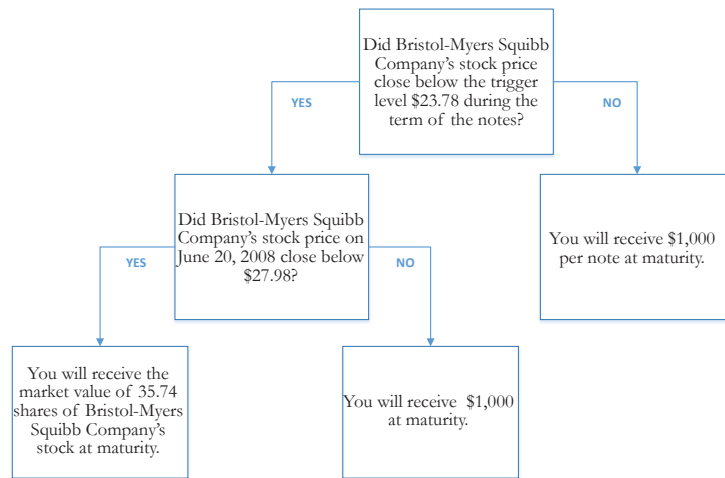 Did Bristol-Myers Squibb
Company's stock price
close below the trigger
level $23.78 during the
term of the notes?
YES
NO
Did Bristol-Myers Squibb
Company's stock price on
June 20, 2008 close below
$27.98?
You will receive $1,000
per note at maturity.
YES
NO
You will receive the
market value of 35.74
shares of Bristol-Myers
Squibb Company's
stock at maturity.
You will receive $1,000
at maturity.